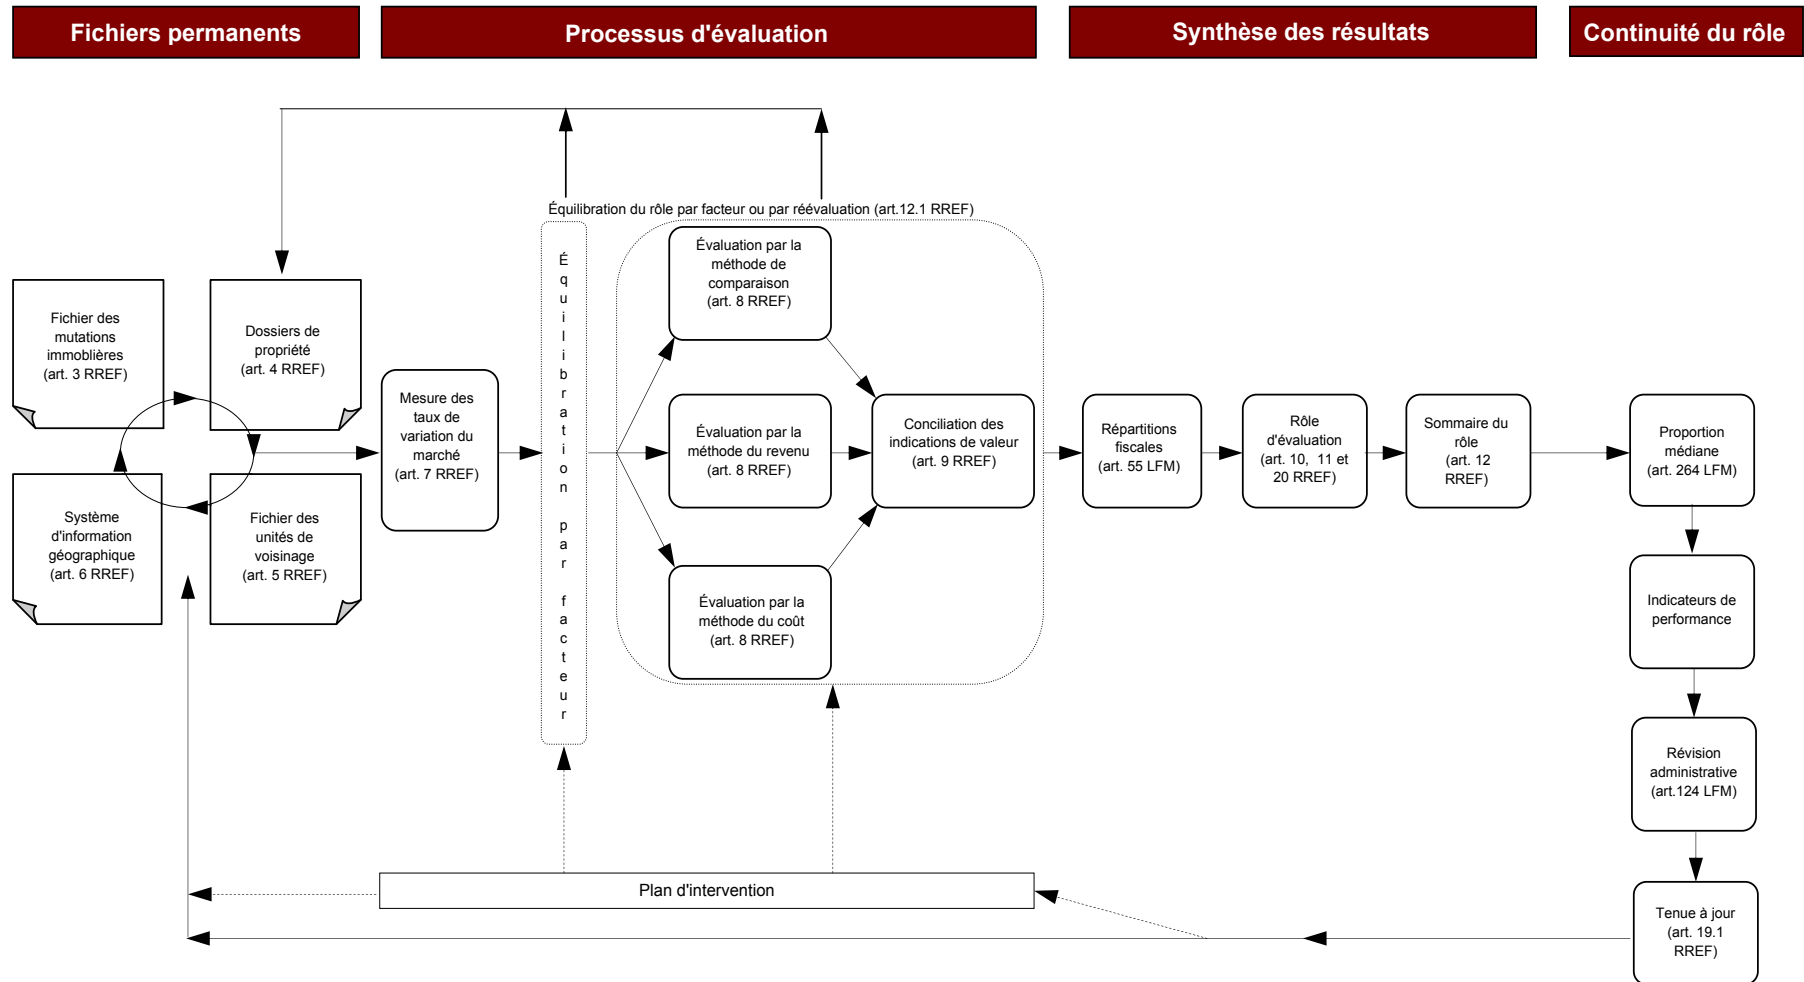 Fichiers permanents
Processus d'évaluation
Synthèse des résultats
Continuité du rôle
Équilibration du rôle par facteur ou par réévaluation (art.12.1 RREF)
Fichier des
mutations
immoblières
(art. 3 RREF)
Dossiers de
propriété
(art. 4 RREF)
Système
d'information
géographique
(art. 6 RREF)
Fichier des
unités de
voisinage
(art. 5 RREF)
Mesure des
taux de
variation du
marché
(art. 7 RREF)
Équilibration par facteur
Évaluation par la
méthode de
comparaison
(art. 8 RREF)
Évaluation par la
méthode du revenu
(art. 8 RREF)
Évaluation par la
méthode du coût
(art. 8 RREF)
Conciliation des
indications de valeur
(art. 9 RREF)
Répartitions
fiscales
(art. 55 LFM)
Rôle
d'évaluation
(art. 10, 11 et
20 RREF)
Sommaire du
rôle
(art. 12
RREF)
Proportion
médiane
(art. 264 LFM)
Indicateurs de
performance
Révision
administrative
(art.124 LFM)
Tenue à jour
(art. 19.1
RREF)
Plan d'intervention